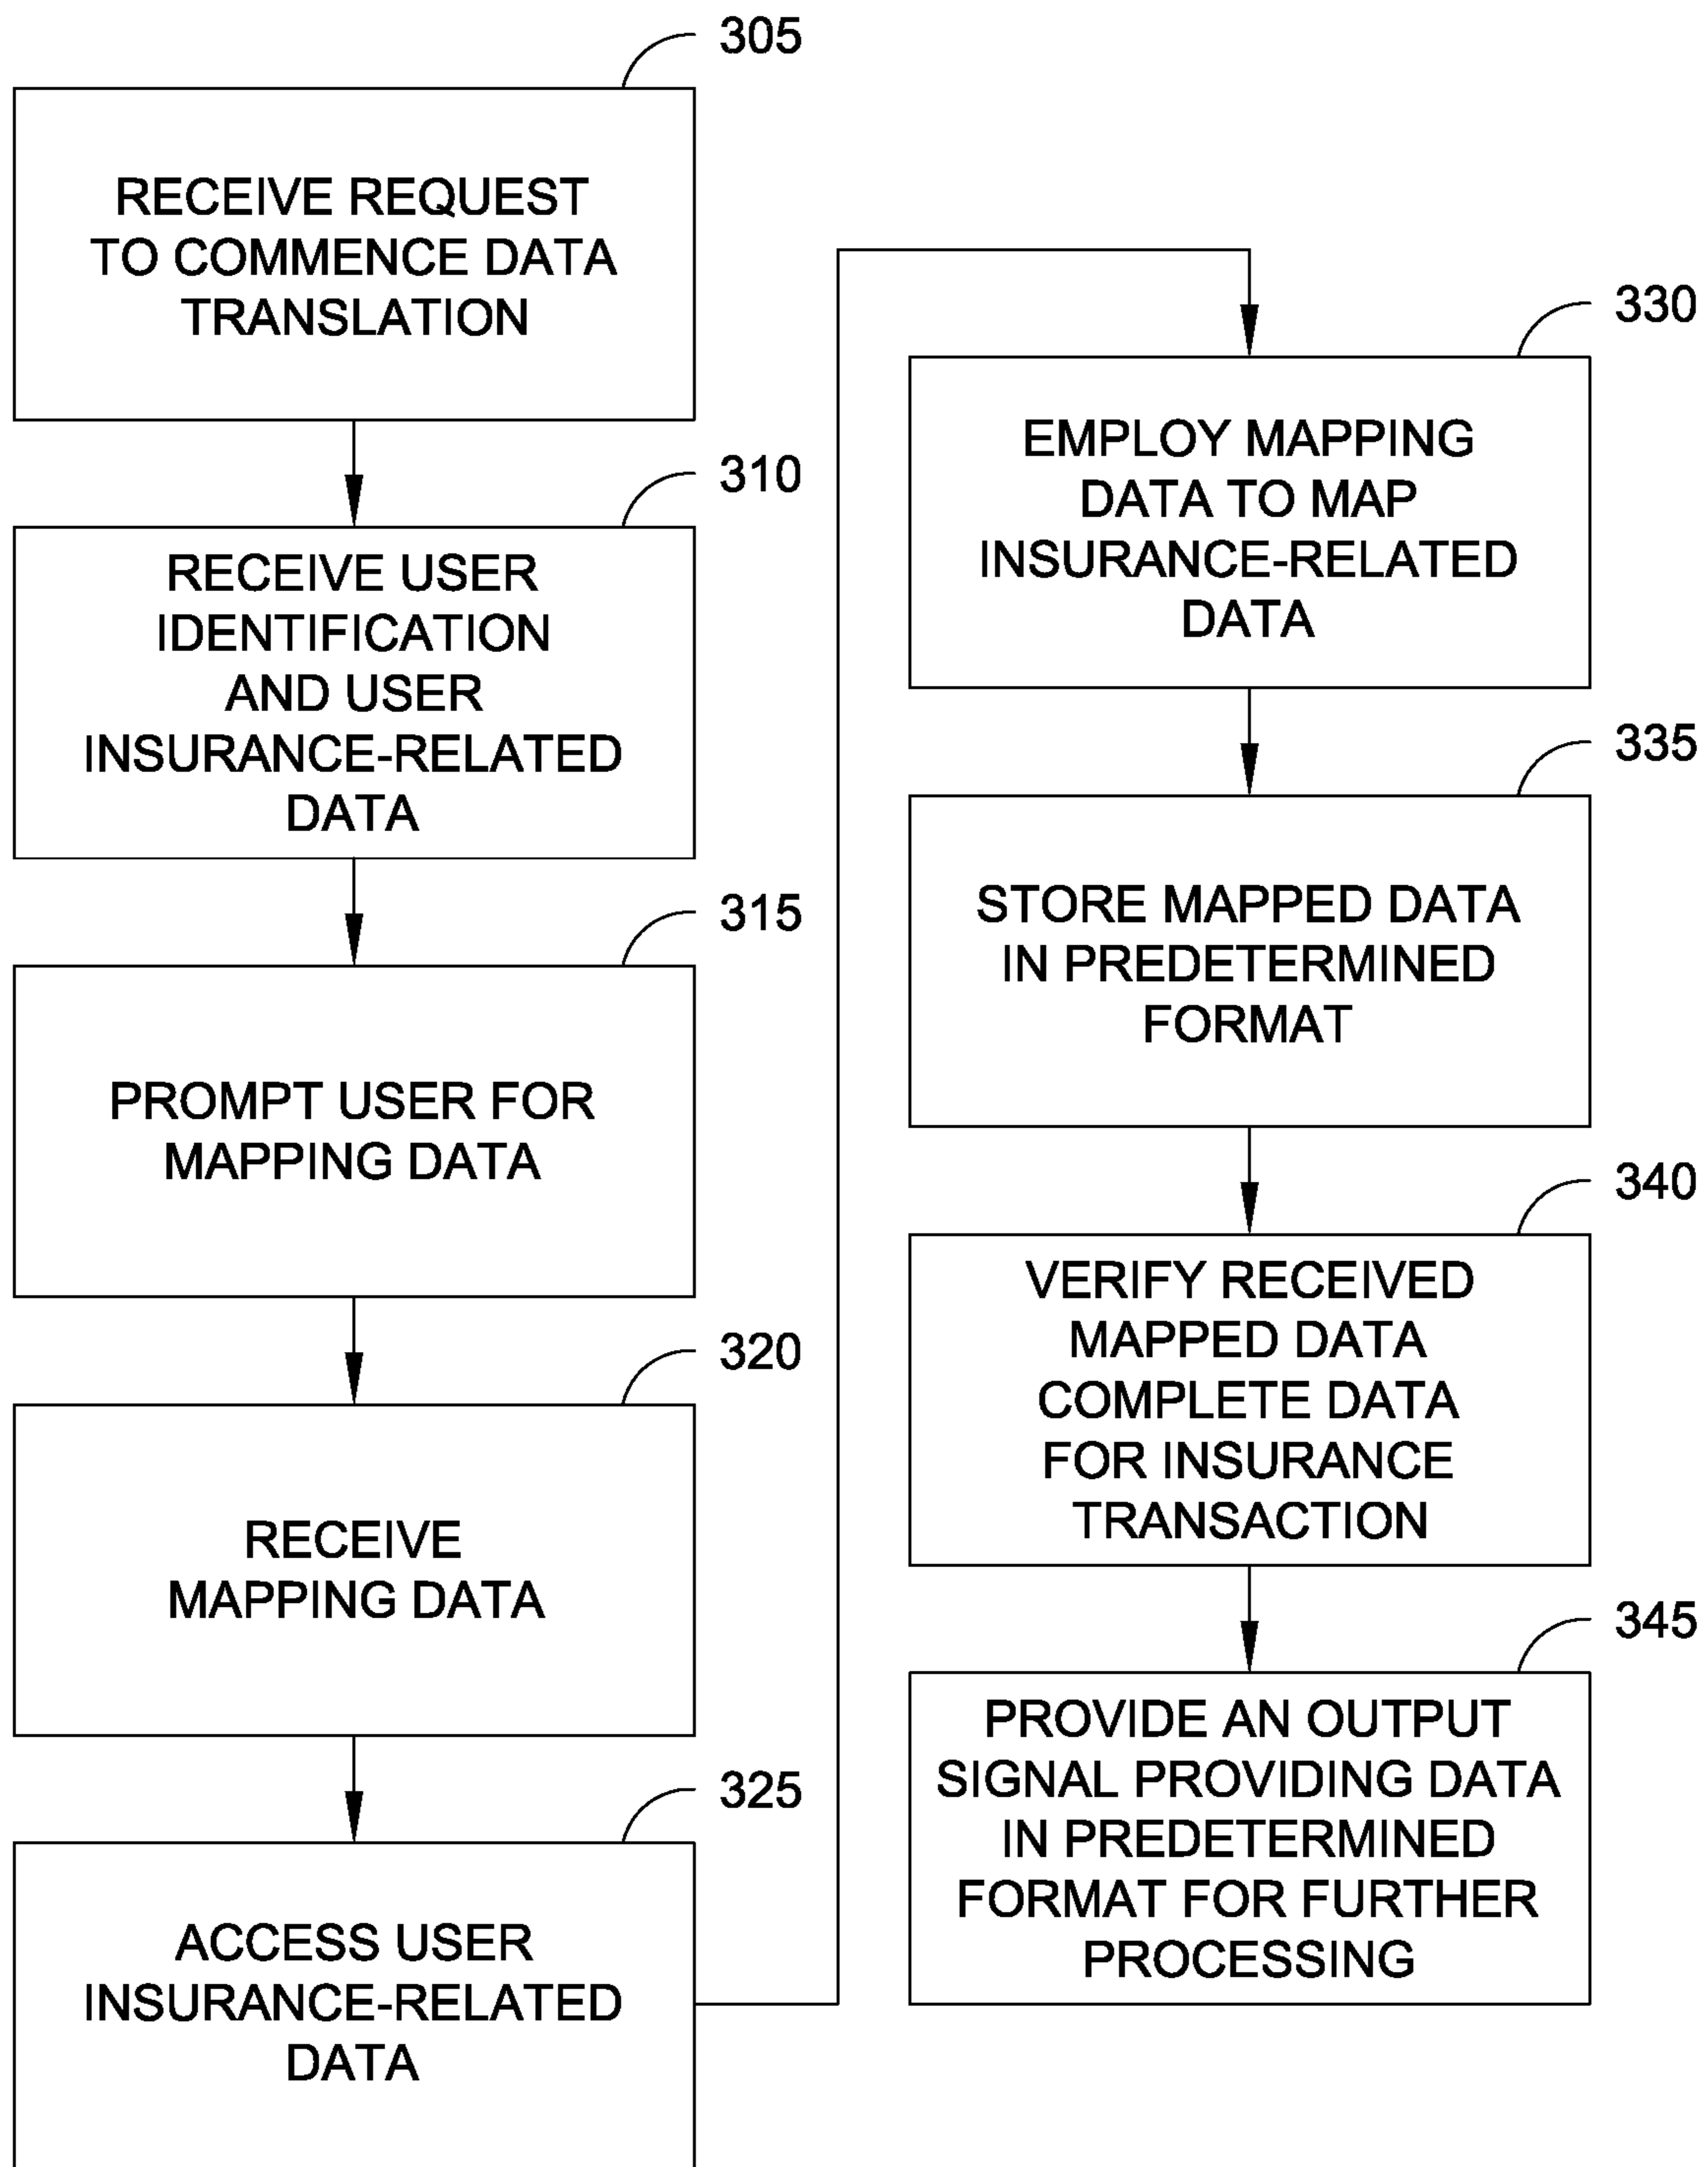 305
RECEIVE REQUEST
TO COMMENCE DATA
TRANSLATION
310
RECEIVE USER
IDENTIFICATION
AND USER
INSURANCE-RELATED
DATA
315
PROMPT USER FOR
MAPPING DATA
320
RECEIVE
MAPPING DATA
325
ACCESS USER
INSURANCE-RELATED
DATA
330
EMPLOY MAPPING
DATA TO MAP
INSURANCE-RELATED
DATA
335
STORE MAPPED DATA
IN PREDETERMINED
FORMAT
340
VERIFY RECEIVED
MAPPED DATA
COMPLETE DATA
FOR INSURANCE
TRANSACTION
345
PROVIDE AN OUTPUT
SIGNAL PROVIDING DATA
IN PREDETERMINED
FORMAT FOR FURTHER
PROCESSING